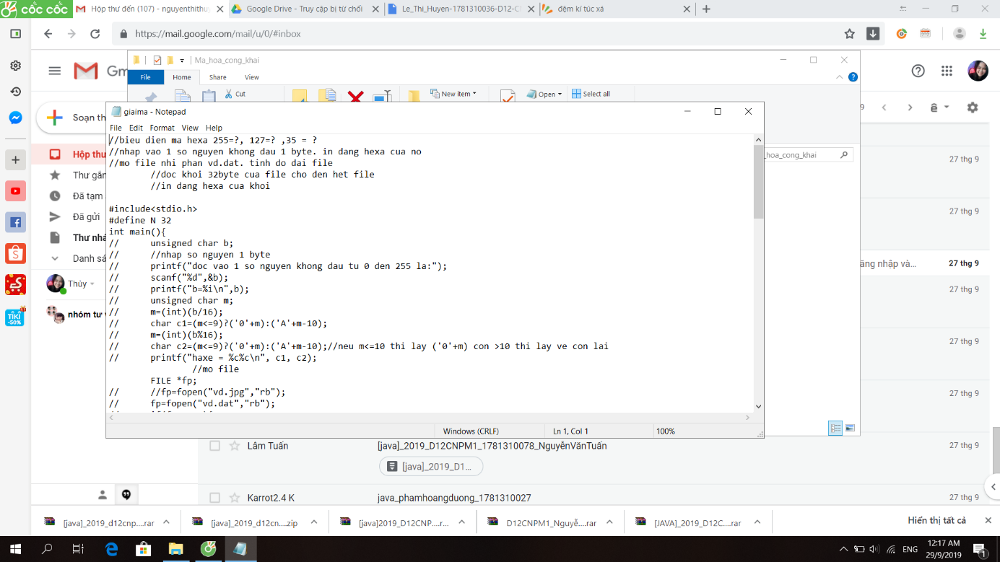 cốc cốc
Hộp thư đến (107) - nguyenthithuy
Google Drive - Truy cập bị từ chối
Le_Thi_Huyen-1781310036-D12-C
đệm kí túc xá
https://mail.google.com/mail/u/0/#inbox
Ma_hoa_cong_khai
File Home Share View
Cut
New item
Open
Select all
Gm
Soạn th
giaima - Notepad
File Edit Format View Help
//bieu dien ma hexa 255=?, 127=? ,35 = ?
//nhap vao 1 so nguyen khong dau 1 byte. in dang hexa cua no
//mo file nhi phan vd.dat. tinh do dai file
//doc khoi 32byte cua file cho den het file
//in dang hexa cua khoi
#include<stdio.h>
#define N 32
int main(){
// unsigned char b;
// //nhap so nguyen 1 byte
// printf("doc vao 1 so nguyen khong dau tu 0 den 255 la:");
// scanf("%d",&b);
// printf("b=%i\n",b);
// unsigned char m;
// m=(int)(b/16);
// char c1=(m<=9)?('0'+m):('A'+m-10);
// m=(int)(b%16);
// char c2=(m<=9)?('0'+m):('A'+m-10);//neu m<=10 thi lay ('0'+m) con >10 thi lay ve con lai
// printf("haxe = %c%c\n", c1, c2);
//mo file
FILE *fp;
// //fp=fopen("vd.jpg","rb");
// fp=fopen("vd.dat","rb");
Windows (CRLF) Ln 1, Col 1 100%
_hoa_cong_khai
9
ê
Hộp thu
Thư gắn
Đã tạm
Đã gửi
Thư nhá
Danh sá
Thùy
nhóm tư v
27 thg 9
27 thg 9
ăng nhập và... 27 thg 9
27 thg 9
27 thg 9
27 thg 9
Lâm Tuấn [java]_2019_D12CNPM1_1781310078_NguyễnVănTuấn 27 thg 9
[java]_2019_D1...
Karrot2.4 K java_phamhoangduong_1781310027 27 thg 9
[java]_2019_d12cnp....rar
[java]_2019_d12cn....zip
[java]2019_D12CNP....r...
D12CNPM1_Nguyễ....rar
[JAVA]_2019_D12C....rar
Hiển thị tất cả
TIKI
-50%
ENG
12:17 AM
29/9/2019
1